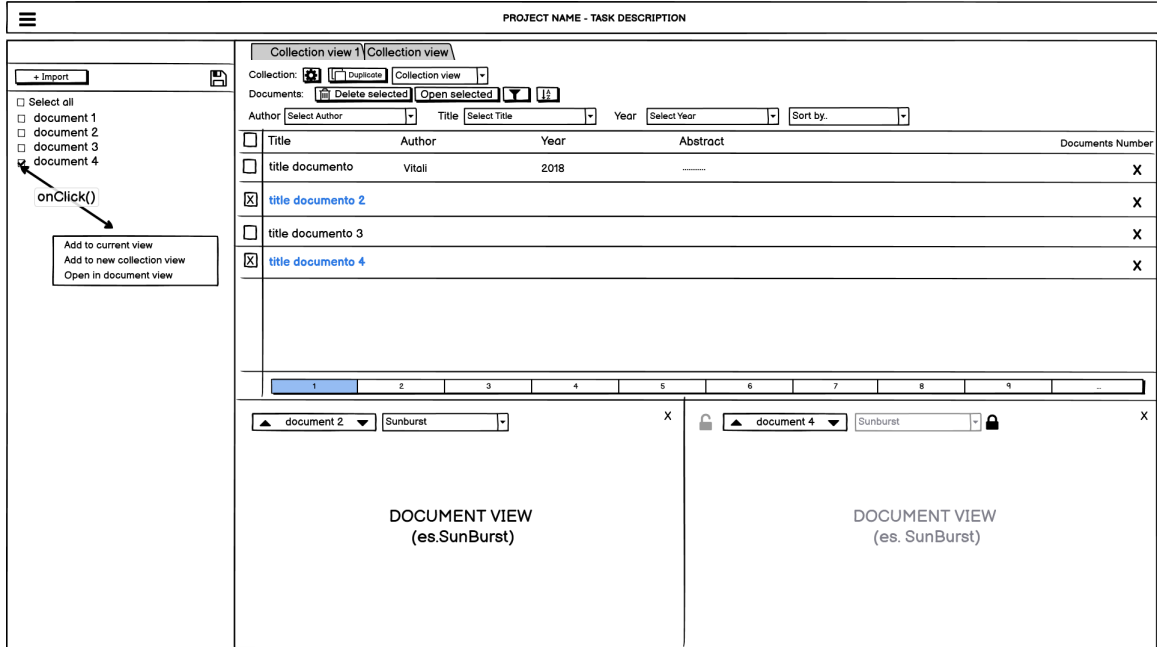 PROJECT NAME - TASK DESCRIPTION
+ Import
Select all
document 1
document 2
document 3
document 4
onClick()
Add to current view
Add to new collection view
Open in document view
Collection view 1 Collection view
Collection: Duplicate Collection view
Documents: Delete selected Open selected
Author Select Author Title Select Title Year Select Year Sort by..
Title Author Year Abstract Documents Number
title documento Vitali 2018 ........... X
X title documento 2 X
title documento 3 X
X title documento 4 X
1 2 3 4 5 6 7 8 9 ..
document 2 Sunburst X
DOCUMENT VIEW
(es.SunBurst)
document 4 Sunburst X
DOCUMENT VIEW
(es. SunBurst)